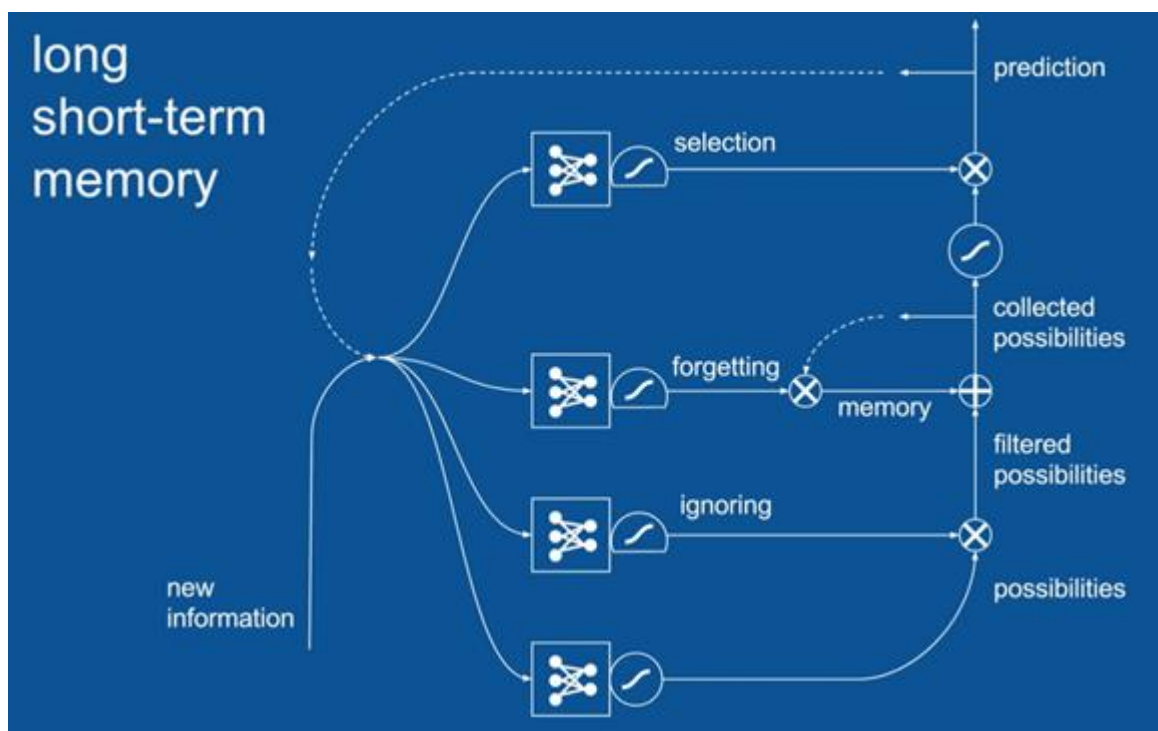 long
short-term
memory
prediction
selection
collected
possibilities
forgetting
memory
filtered
possibilities
ignoring
new
information
possibilities